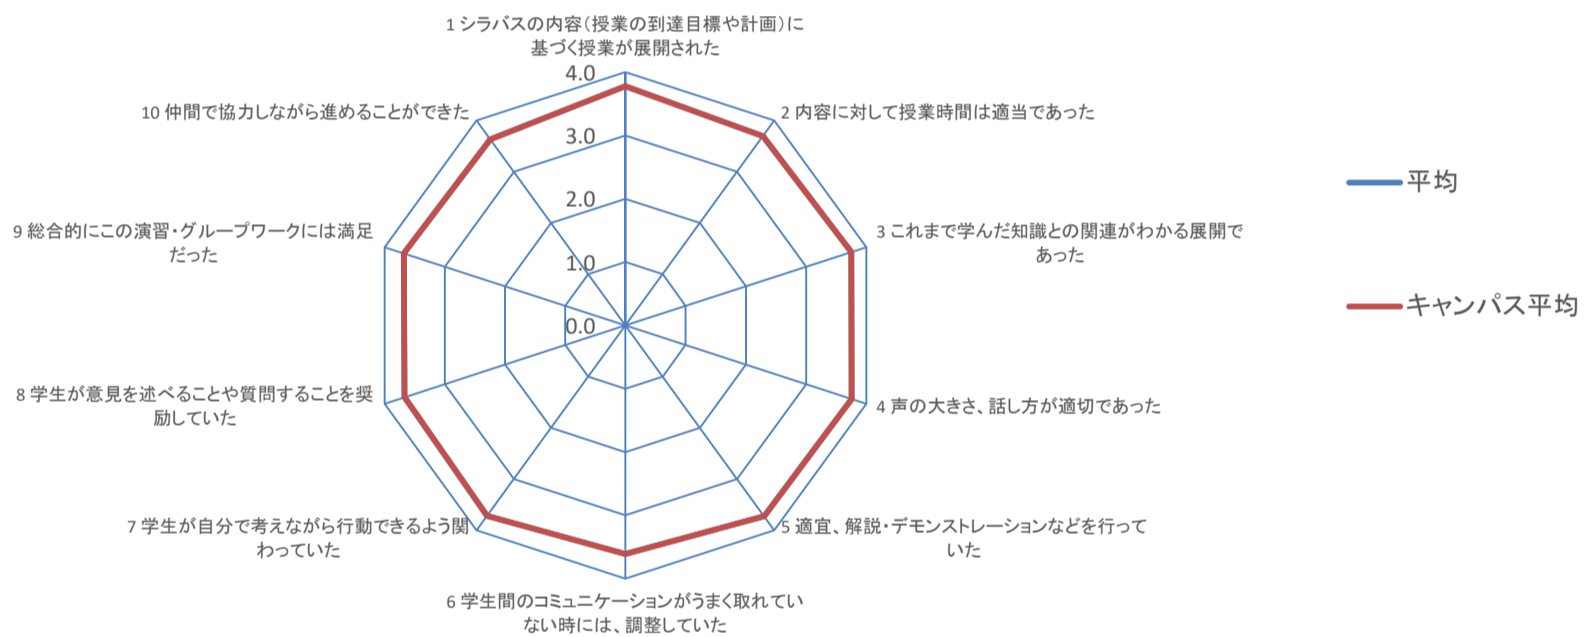 1 シラバスの内容（授業の到達目標や計画）に
基づく授業が展開された
4.0
3.0
2.0
1.0
0.0
2 内容に対して授業時間は適当であった
3 これまで学んだ知識との関連がわかる展開で
あった
4 声の大きさ、話し方が適切であった
5 適宜、解説・デモンストレーションなどを行って
いた
6 学生間のコミュニケーションがうまく取れてい
ない時には、調整していた
7 学生が自分で考えながら行動できるよう関
わっていた
8 学生が意見を述べることや質問することを奨
励していた
9 総合的にこの演習・グループワークには満足
だった
10 仲間で協力しながら進めることができた
平均
キャンパス平均